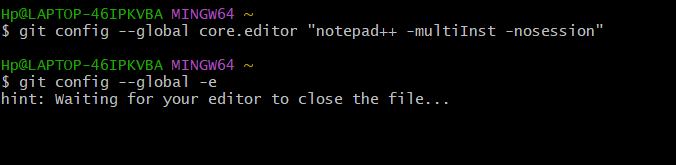 Hp@LAPTOP-46IPKVBA MINGW64 ~
$ git config --global core.editor "notepad++ -multiInst -nosession"
Hp@LAPTOP-46IPKVBA MINGW64 ~
$ git config --global -e
hint: Waiting for your editor to close the file...